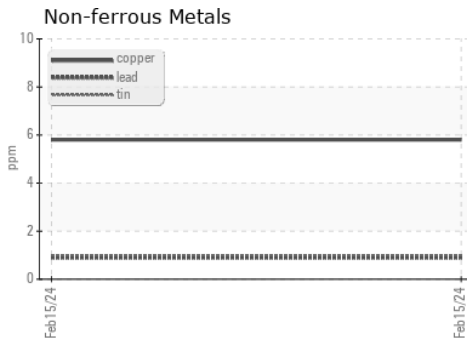 Non-ferrous Metals
10
8
6
4
2
0
ppm
copper
lead
tin
Feb15/24
Feb15/24